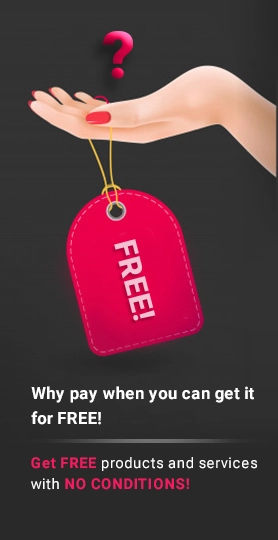 ?
FREE!
Why pay when you can get it
for FREE!
Get FREE products and services
with NO CONDITIONS!